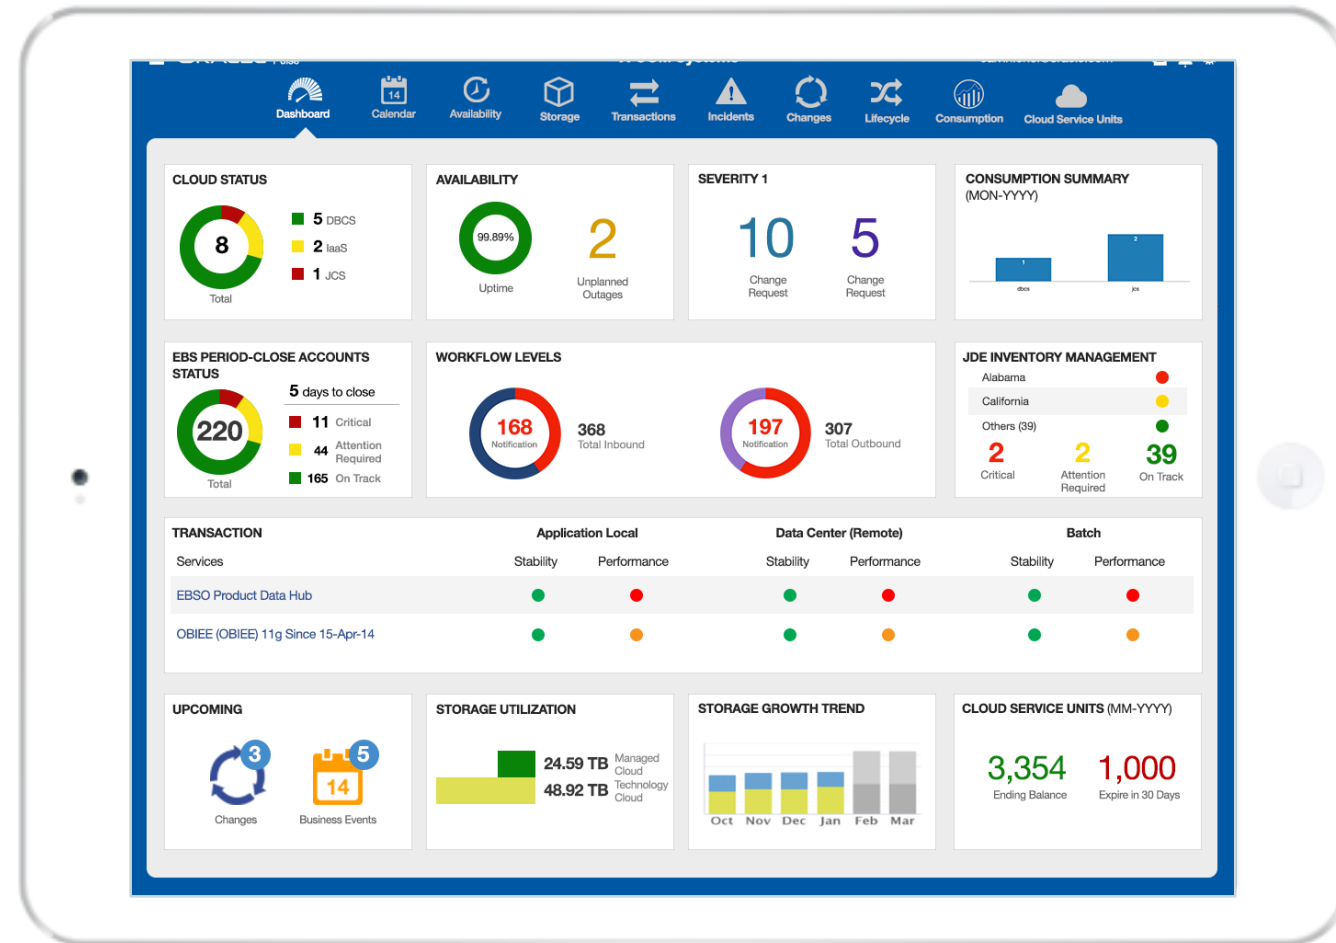 Pulse
Dashboard
Calendar
Availability
Storage
Transactions
Incidents
Changes
Lifecycle
Consumption
Cloud Service Units
14
CLOUD STATUS
8
Total
5 DBCS
2 IaaS
1 JCS
AVAILABILITY
99.89%
Uptime
2
Unplanned
Outages
SEVERITY 1
10
Change
Request
5
Change
Request
CONSUMPTION SUMMARY
(MON-YYYY)
1
2
dbcs
jcs
EBS PERIOD-CLOSE ACCOUNTS
STATUS
220
Total
5 days to close
11 Critical
44 Attention
Required
165 On Track
WORKFLOW LEVELS
168
Notification
368
Total Inbound
197
Notification
307
Total Outbound
JDE INVENTORY MANAGEMENT
Alabama
California
Others (39)
2
Critical
2
Attention
Required
39
On Track
TRANSACTION
Application Local
Data Center (Remote)
Batch
Services
Stability
Performance
Stability
Performance
Stability
Performance
EBSO Product Data Hub
OBIEE (OBIEE) 11g Since 15-Apr-14
UPCOMING
3
Changes
5
14
Business Events
STORAGE UTILIZATION
24.59 TB Managed
Cloud
48.92 TB Technology
Cloud
STORAGE GROWTH TREND
Oct Nov Dec Jan Feb Mar
CLOUD SERVICE UNITS (MM-YYYY)
3,354
Ending Balance
1,000
Expire in 30 Days